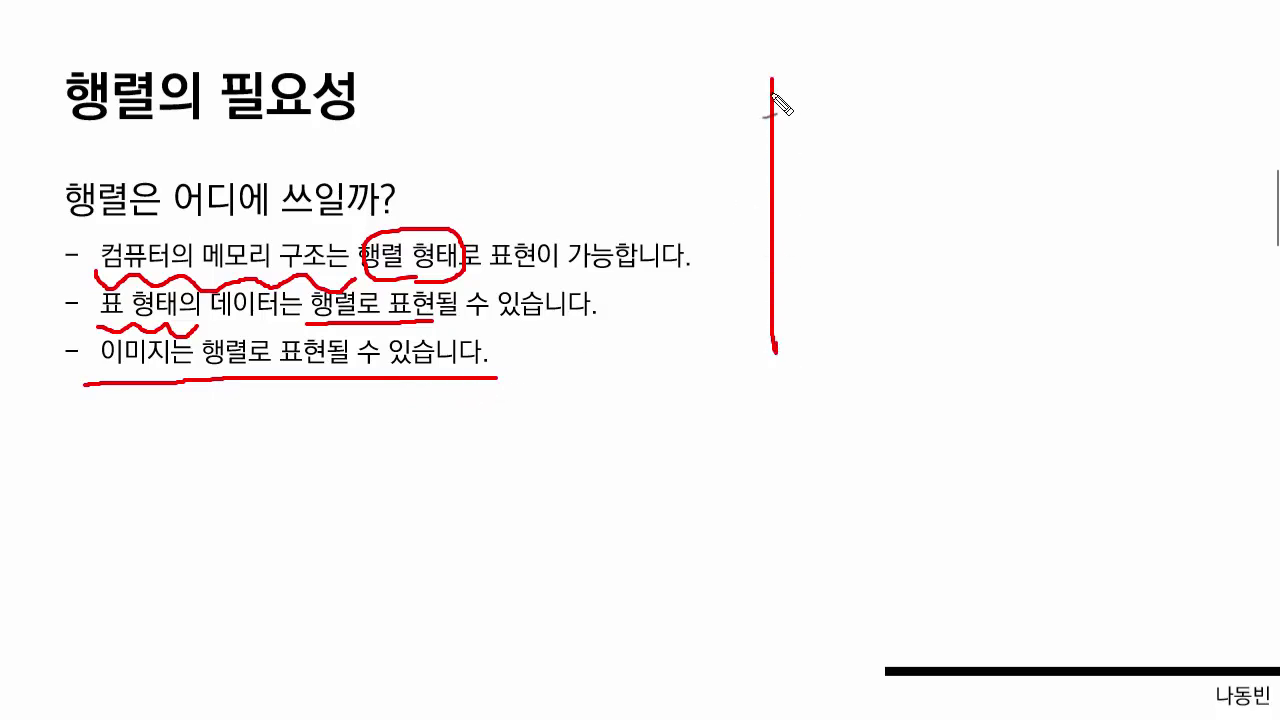 행렬의 필요성
행렬은 어디에 쓰일까?
- 컴퓨터의 메모리 구조는 행렬 형태로 표현이 가능합니다.
- 표 형태의 데이터는 행렬로 표현될 수 있습니다.
- 이미지는 행렬로 표현될 수 있습니다.
나동빈